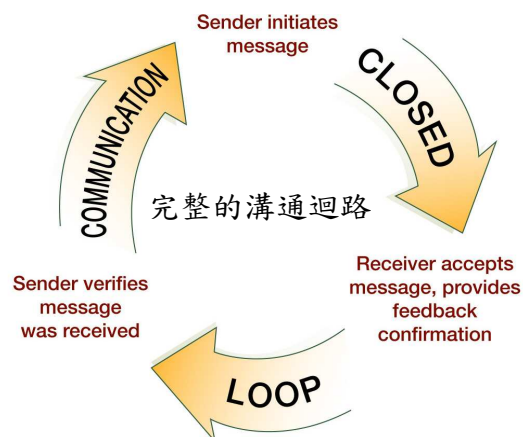 Sender initiates
message
CLOSED
Receiver accepts
message, provides
feedback
confirmation
LOOP
Sender verifies
message
was received
COMMUNICATION
完整的溝通迴路